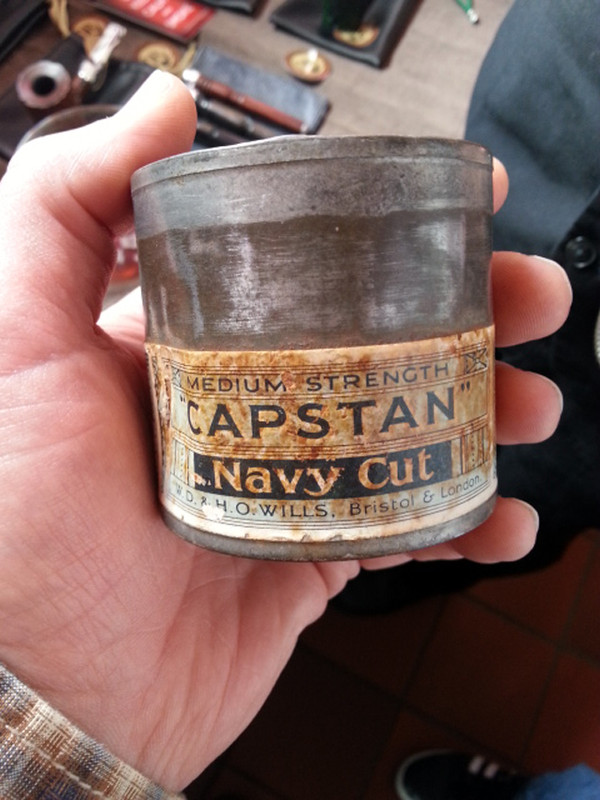 MEDIUM STRENGTH
"CAPSTAN"
Navy Cut
W.D. & H.O. WILLS, Bristol & London.